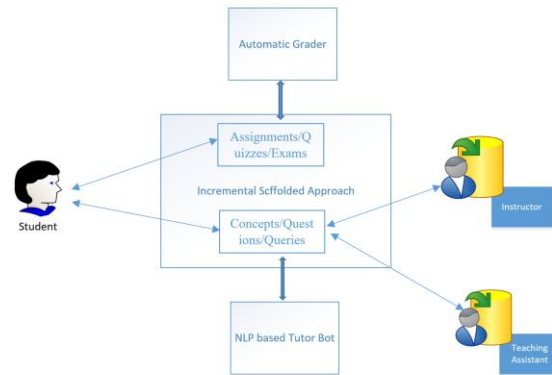 Automatic Grader
Assignments/Q
uizzes/Exams
Incremental Scffolded Approach
Student
Concepts/Quest
ions/Queries
Instructor
NLP based Tutor Bot
Teaching
Assistant